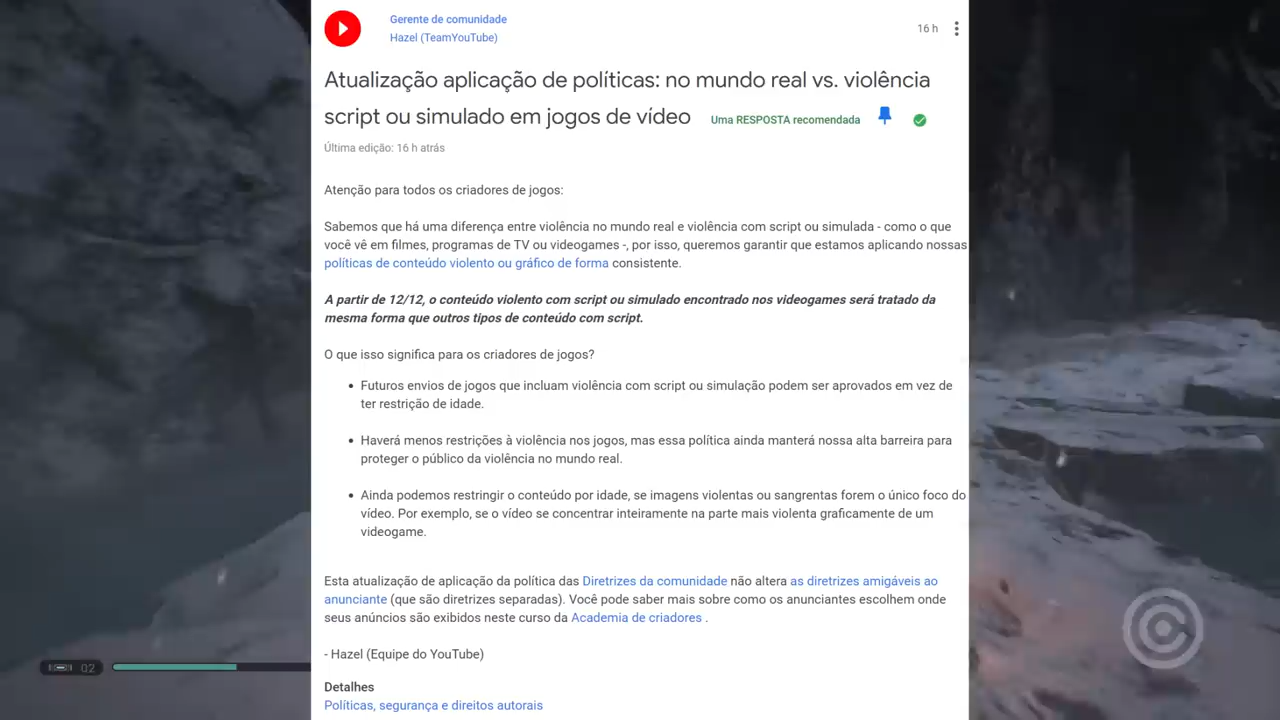 Gerente de comunidade
Hazel (TeamYouTube)
16 h
Atualização aplicação de políticas: no mundo real vs. violência
script ou simulado em jogos de vídeo Uma RESPOSTA recomendada
Última edição: 16 h atrás
Atenção para todos os criadores de jogos:
Sabemos que há uma diferença entre violência no mundo real e violência com script ou simulada - como o que
você vê em filmes, programas de TV ou videogames -, por isso, queremos garantir que estamos aplicando nossas
políticas de conteúdo violento ou gráfico de forma consistente.
A partir de 12/12, o conteúdo violento com script ou simulado encontrado nos videogames será tratado da
mesma forma que outros tipos de conteúdo com script.
O que isso significa para os criadores de jogos?
• Futuros envios de jogos que incluam violência com script ou simulação podem ser aprovados em vez de
ter restrição de idade.
• Haverá menos restrições à violência nos jogos, mas essa política ainda manterá nossa alta barreira para
proteger o público da violência no mundo real.
• Ainda podemos restringir o conteúdo por idade, se imagens violentas ou sangrentas forem o único foco do
vídeo. Por exemplo, se o vídeo se concentrar inteiramente na parte mais violenta graficamente de um
videogame.
Esta atualização de aplicação da política das Diretrizes da comunidade não altera as diretrizes amigáveis ao
anunciante (que são diretrizes separadas). Você pode saber mais sobre como os anunciantes escolhem onde
seus anúncios são exibidos neste curso da Academia de criadores .
- Hazel (Equipe do YouTube)
02
Detalhes
Políticas, segurança e direitos autorais